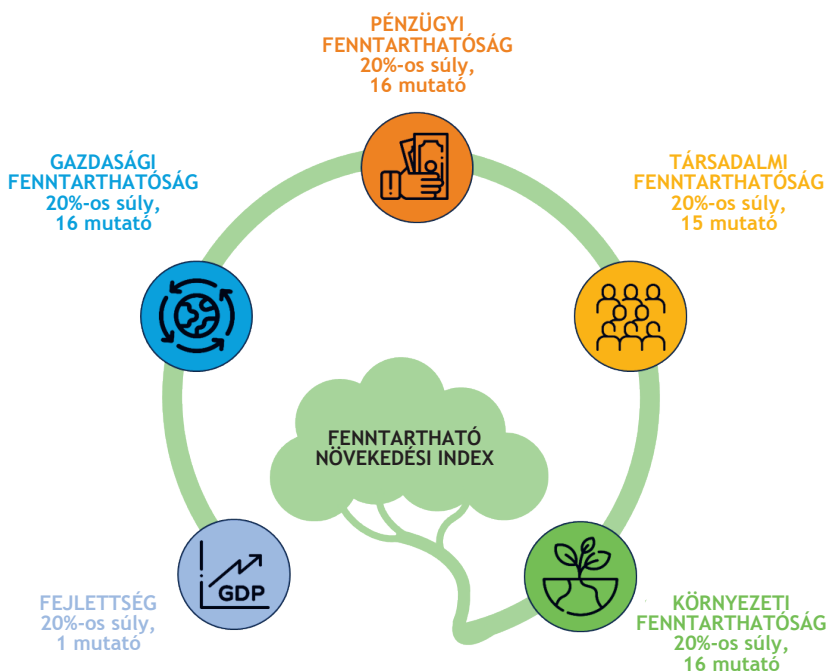 PÉNZÜGYI
FENNTARTHATÓSÁG
20%-os súly,
16 mutató
GAZDASÁGI
FENNTARTHATÓSÁG
20%-os súly,
16 mutató
TÁRSADALMI
FENNTARTHATÓSÁG
20%-os súly,
15 mutató
FENNTARTHATÓ
NÖVEKEDÉSI INDEX
GDP
FEJLETTSÉG
20%-os súly,
1 mutató
KÖRNYEZETI
FENNTARTHATÓSÁG
20%-os súly,
16 mutató